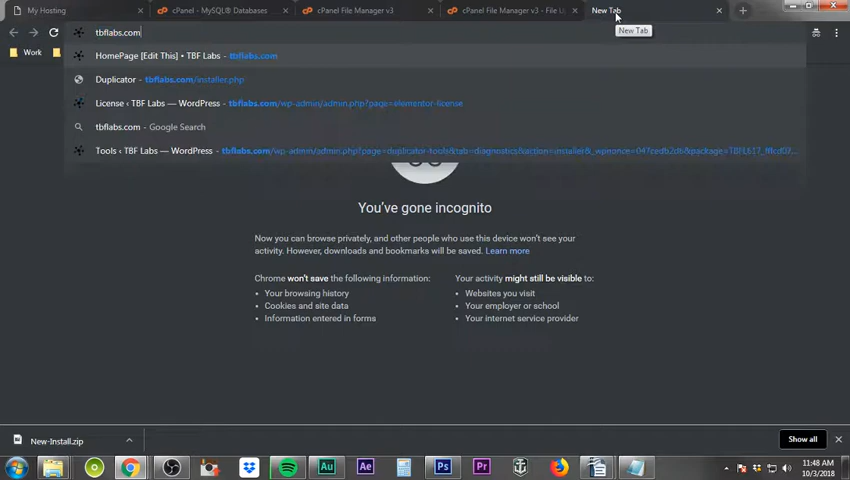 My Hosting
cPanel - MySQL® Databases
cPanel File Manager v3
cPanel File Manager v3 - File U
New Tab
tbflabs.com
New Tab
Work
HomePage [Edit This] • TBF Labs - tbflabs.com
Duplicator - tbflabs.com/installer.php
License ‹ TBF Labs — WordPress - tbflabs.com/wp-admin/admin.php?page=elementor-license
tbflabs.com - Google Search
Tools ‹ TBF Labs — WordPress - tbflabs.com/wp-admin/admin.php?page=duplicator-tools&tab=diagnostics&action=installer&_wpnonce=
You've gone incognito
Now you can browse privately, and other people who use this device won't see your
activity. However, downloads and bookmarks will be saved. Learn more
Chrome won't save the following information:
• Your browsing history
• Cookies and site data
• Information entered in forms
Your activity might still be visible to:
• Websites you visit
• Your employer or school
• Your internet service provider
New-Install.zip
Show all
Au
Ae
Ps
Pr
11:48 AM
10/3/2018